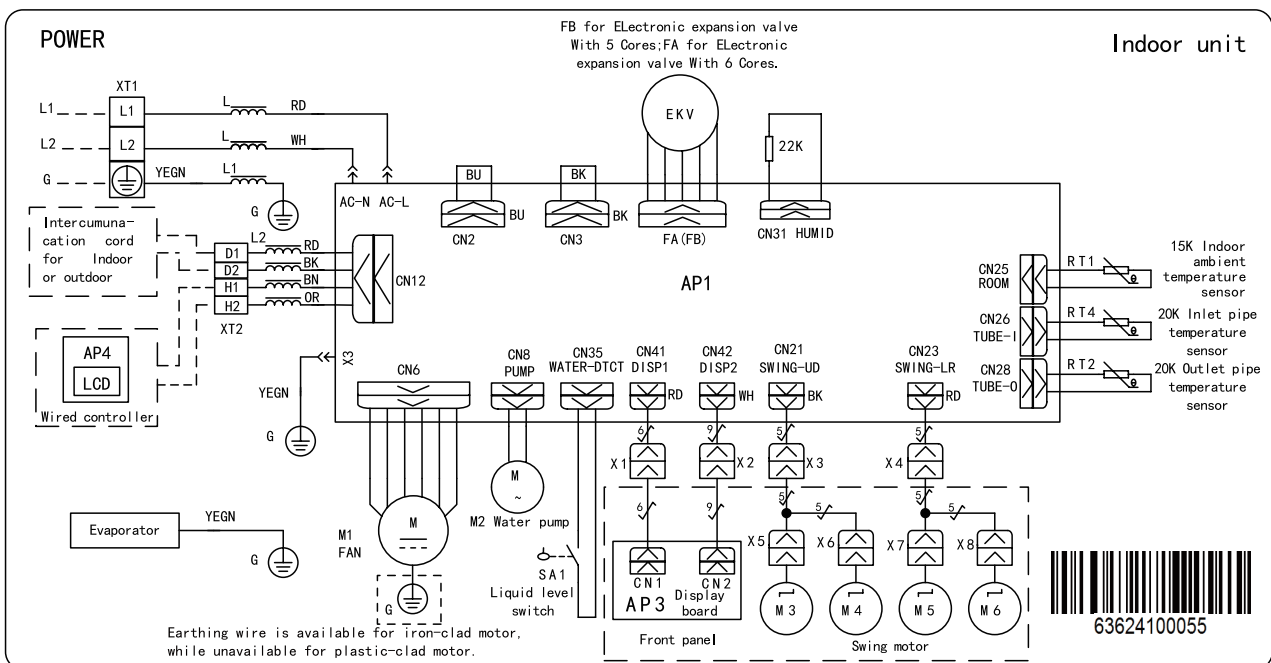 POWER
Indoor unit
FB for ELectronic expansion valve
With 5 Cores;FA for ELectronic
expansion valve With 6 Cores.
XT1
L1
L1
L
RD
L2
L2
L
WH
G
YEGN
L1
G
AC-N AC-L
EKV
22K
BU
BU
CN2
BK
BK
CN3
FA(FB)
CN31 HUMID
Intercumuna-
cation cord
for Indoor
or outdoor
L2
D1
RD
D2
BK
H1
BN
H2
OR
XT2
CN12
AP1
CN25
ROOM
RT1
θ
15K Indoor
ambient
temperature
sensor
CN26
TUBE-I
RT4
θ
20K Inlet pipe
temperature
sensor
CN28
TUBE-O
RT2
θ
20K Outlet pipe
temperature
sensor
AP4
LCD
Wired controller
X3
YEGN
G
CN6
CN8
PUMP
CN35
WATER-DTCT
CN41
DISP1
RD
CN42
DISP2
WH
CN21
SWING-UD
BK
CN23
SWING-LR
RD
6
9
5
5
X1
X2
X3
X4
6
9
5
5
5
5
X5
X6
X7
X8
M
~
M2 Water pump
M
M1
FAN
G
SA1
Liquid level
switch
CN1
CN2
AP3
Display
board
Front panel
M3
M4
M5
M6
Swing motor
Evaporator
YEGN
G
Earthing wire is available for iron-clad motor,
while unavailable for plastic-clad motor.
63624100055